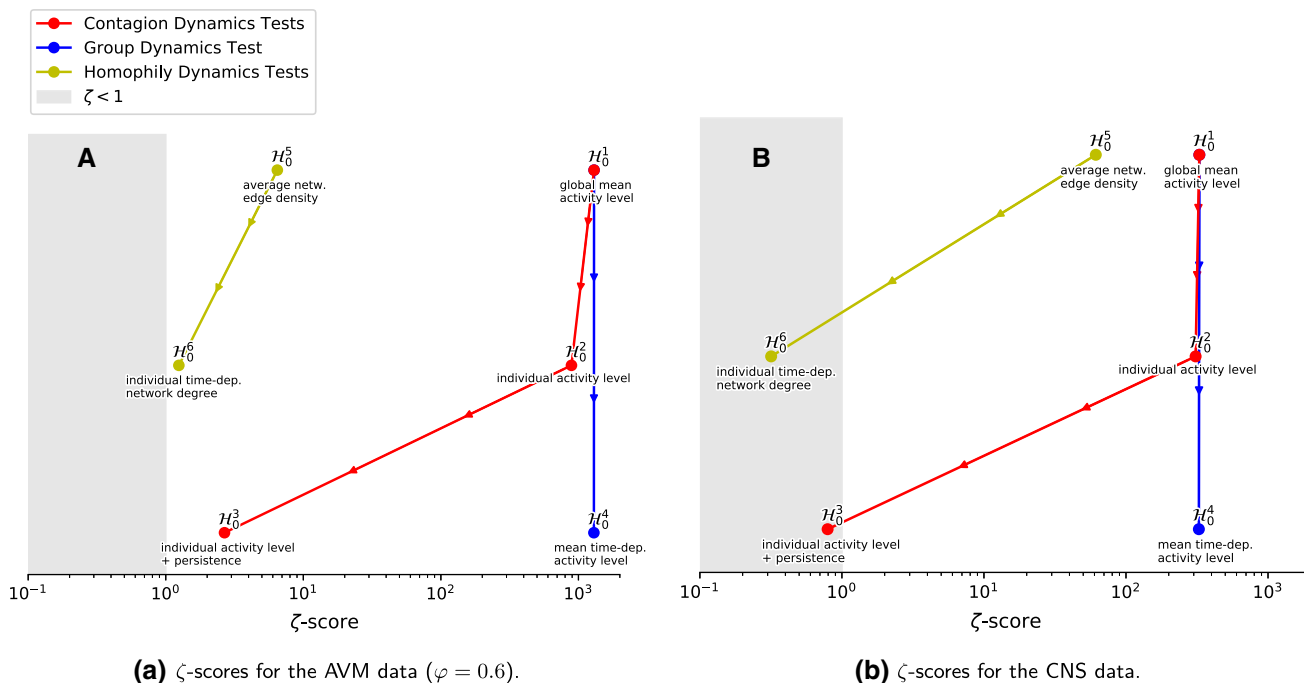 Contagion Dynamics Tests
Group Dynamics Test
Homophily Dynamics Tests
ζ < 1
A
ℋ₀⁵
average netw.
edge density
ℋ₀¹
global mean
activity level
ℋ₀⁶
individual time-dep.
network degree
ℋ₀²
individual activity level
ℋ₀³
individual activity level
+ persistence
ℋ₀⁴
mean time-dep.
activity level
10⁻¹ 10⁰ 10¹ 10² 10³
ζ-score
(a) ζ-scores for the AVM data (φ = 0.6).
B
ℋ₀⁵
average netw.
edge density
ℋ₀¹
global mean
activity level
ℋ₀⁶
individual time-dep.
network degree
ℋ₀²
individual activity level
ℋ₀³
individual activity level
+ persistence
ℋ₀⁴
mean time-dep.
activity level
10⁻¹ 10⁰ 10¹ 10² 10³
ζ-score
(b) ζ-scores for the CNS data.